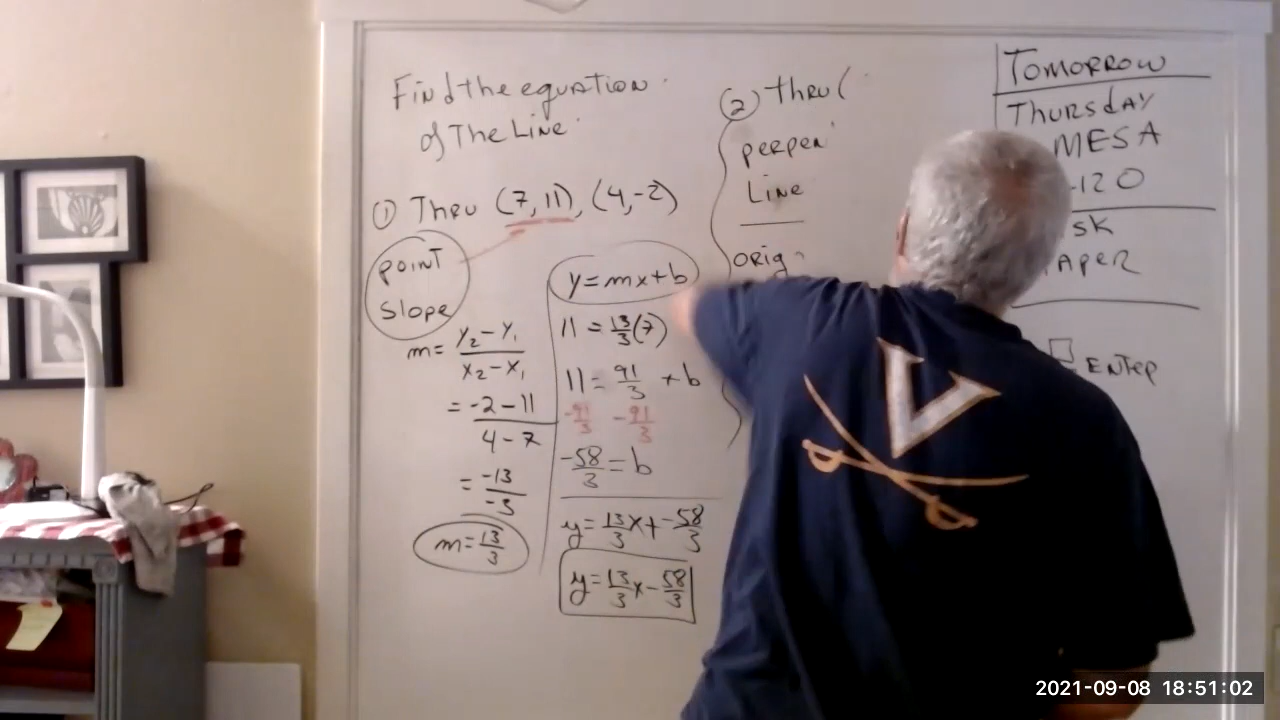 Find the equation
of The Line
① Thru (7,11), (4,-2)
point
slope
m = y₂ - y₁ / x₂ - x₁
= -2 - 11 / 4 - 7
= -13 / -3
m = 13/3
y = mx + b
11 = 13/3 (7)
11 = 91/3 + b
-91/3 -91/3
-58/3 = b
y = 13/3 x + -58/3
y = 13/3 x - 58/3
② thru (
perpen
Line
orig
Tomorrow
Thursday
MESA
-120
sk
aper
Enter
V
2021-09-08 18:51:02